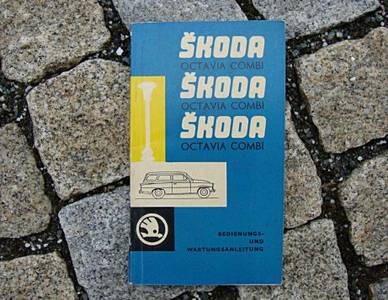 ŠKODA
OCTAVIA COMBI
ŠKODA
OCTAVIA COMBI
ŠKODA
OCTAVIA COMBI
BEDIENUNGS-
UND
WARTUNGSANLEITUNG